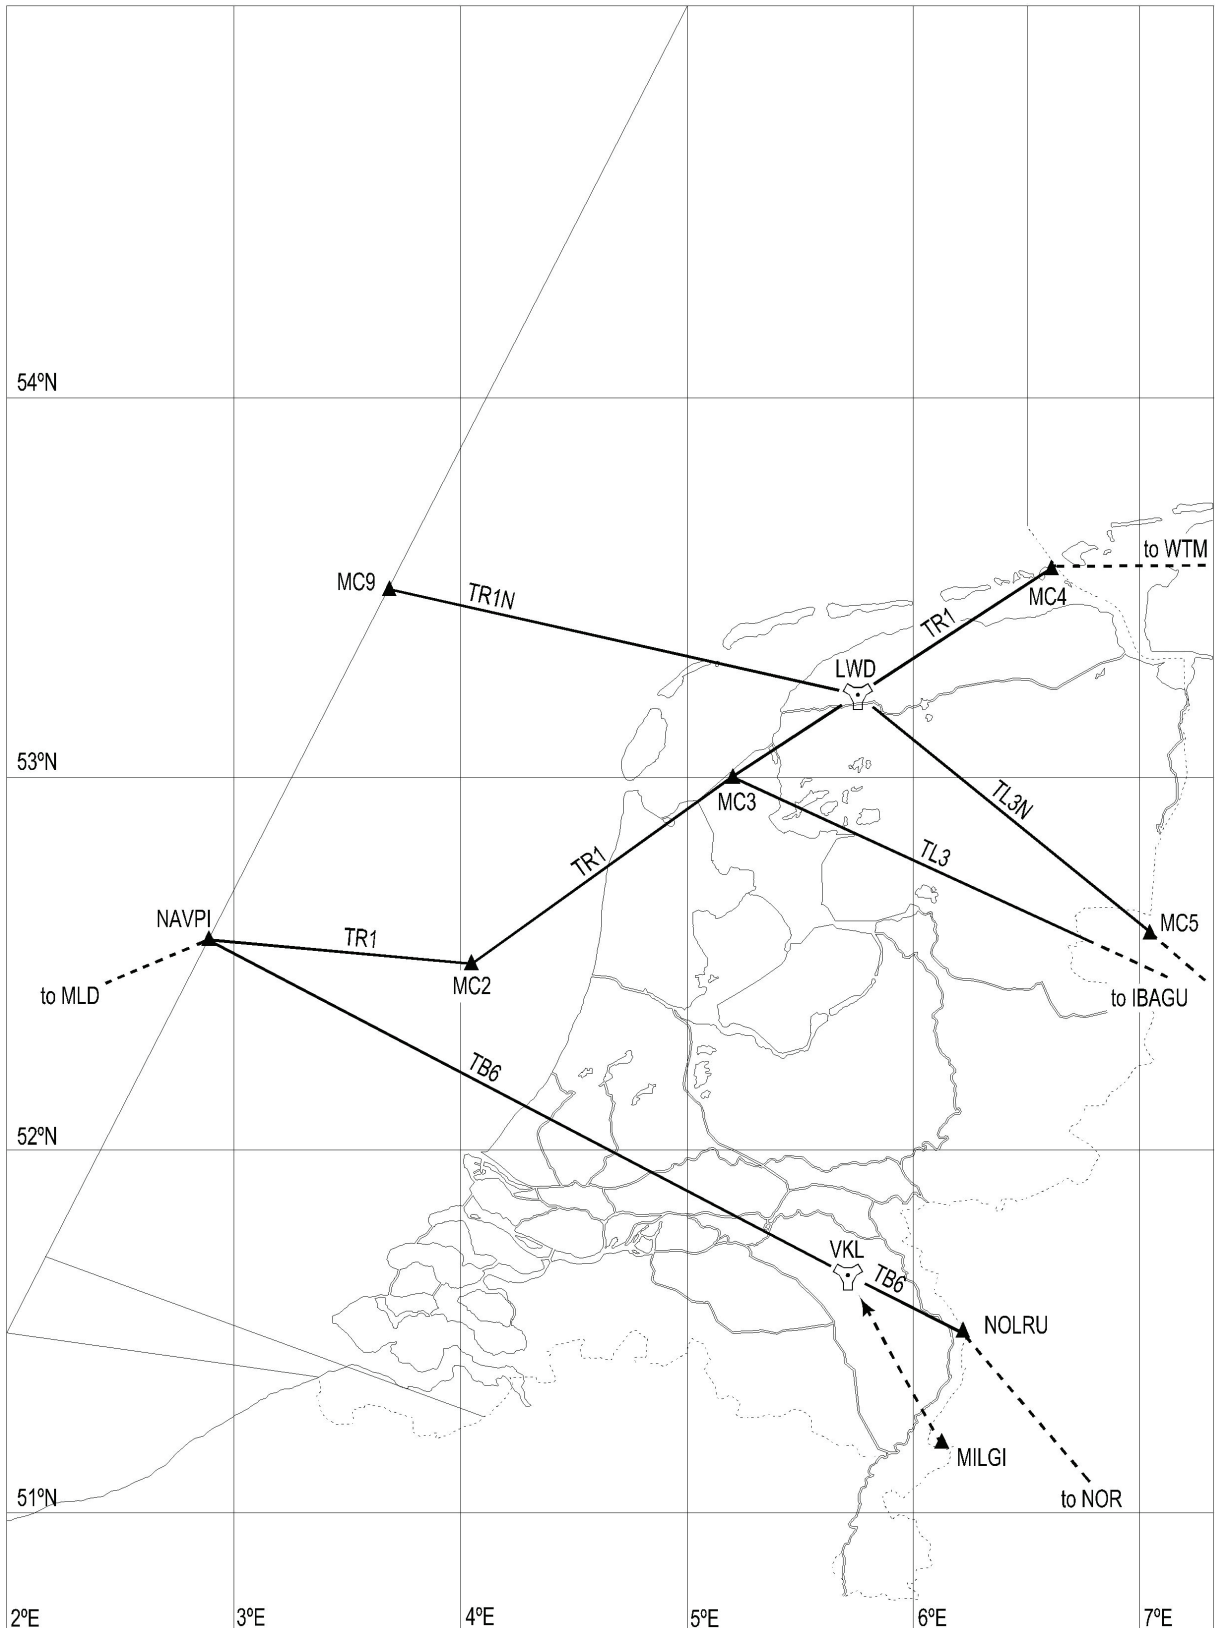 54ºN
to WTM
MC9
TR1N
MC4
TR1
LWD
53ºN
MC3
TL3N
TR1
TL3
NAVPI
MC5
TR1
MC2
to MLD
to IBAGU
TB6
52ºN
VKL
TB6
NOLRU
MILGI
to NOR
51ºN
2ºE
3ºE
4ºE
5ºE
6ºE
7ºE